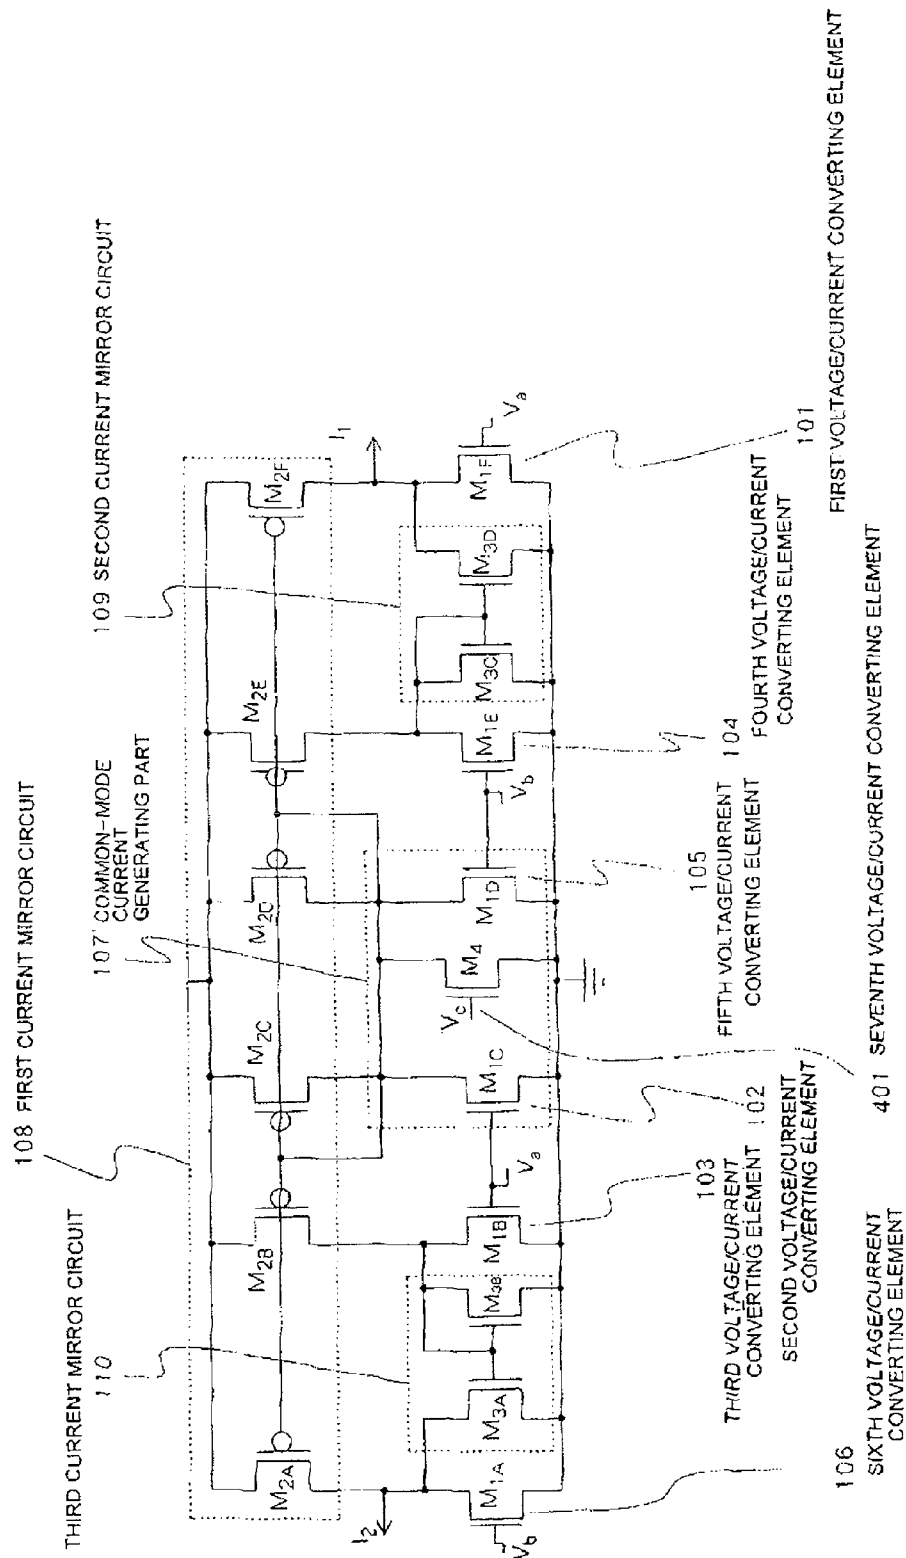 108 FIRST CURRENT MIRROR CIRCUIT
THIRD CURRENT MIRROR CIRCUIT
110
107' COMMON-MODE
CURRENT
GENERATING PART
109 SECOND CURRENT MIRROR CIRCUIT
M2A
M2B
M2C
M2D
M2E
M2F
I2
I1
M1A
Vb
M3A
M3B
M1B
Va
M1C
Vc
M4
M1D
Vb
M1E
M3C
M3D
M1F
Va
106
SIXTH VOLTAGE/CURRENT
CONVERTING ELEMENT
103
THIRD VOLTAGE/CURRENT
CONVERTING ELEMENT
102
SECOND VOLTAGE/CURRENT
CONVERTING ELEMENT
401 SEVENTH VOLTAGE/CURRENT CONVERTING ELEMENT
105
FIFTH VOLTAGE/CURRENT
CONVERTING ELEMENT
104
FOURTH VOLTAGE/CURRENT
CONVERTING ELEMENT
101
FIRST VOLTAGE/CURRENT CONVERTING ELEMENT